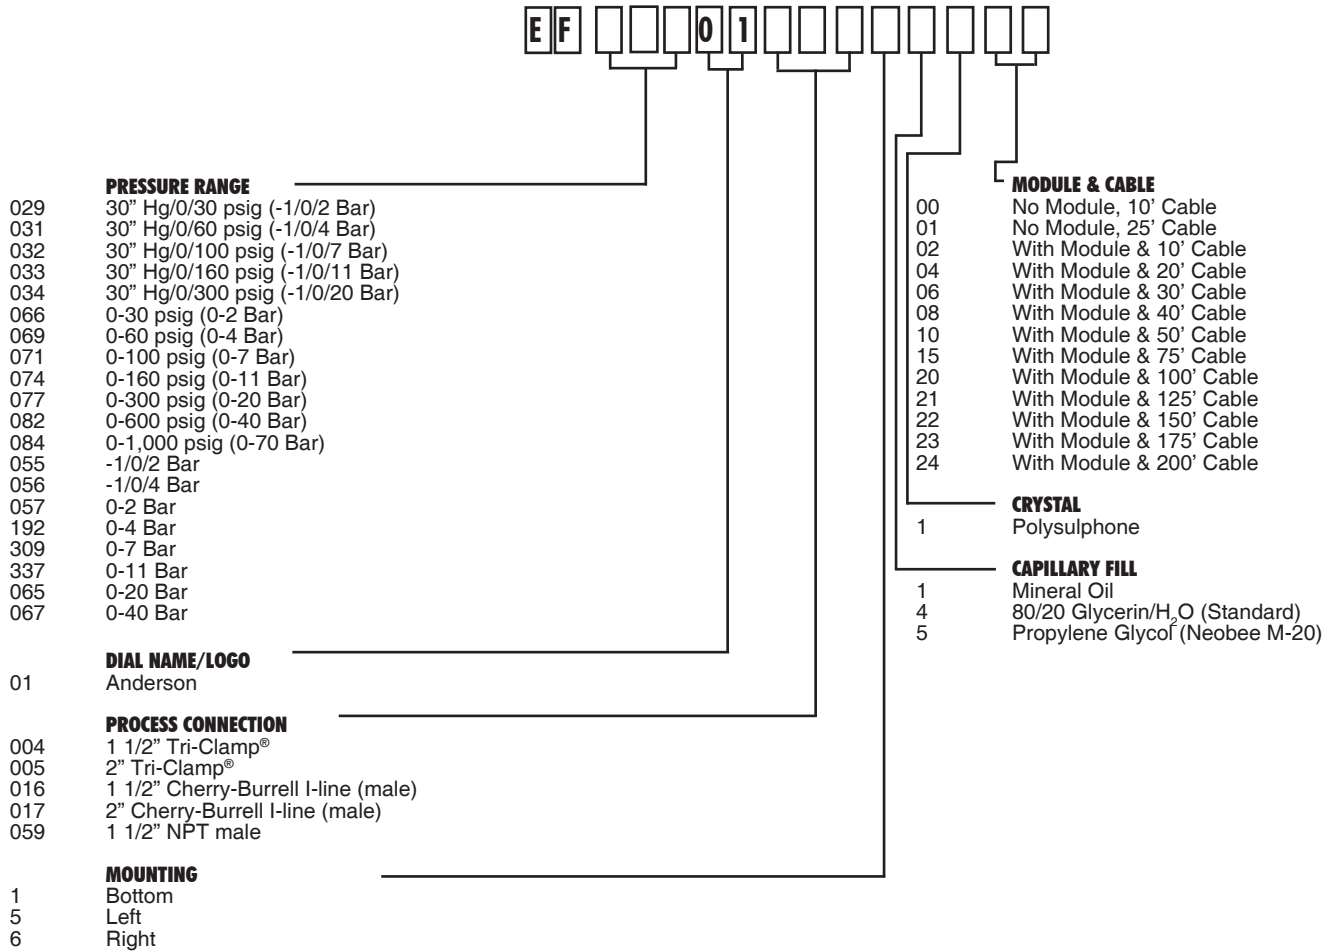 E F 0 1
PRESSURE RANGE
029 30” Hg/0/30 psig (-1/0/2 Bar)
031 30” Hg/0/60 psig (-1/0/4 Bar)
032 30” Hg/0/100 psig (-1/0/7 Bar)
033 30” Hg/0/160 psig (-1/0/11 Bar)
034 30” Hg/0/300 psig (-1/0/20 Bar)
066 0-30 psig (0-2 Bar)
069 0-60 psig (0-4 Bar)
071 0-100 psig (0-7 Bar)
074 0-160 psig (0-11 Bar)
077 0-300 psig (0-20 Bar)
082 0-600 psig (0-40 Bar)
084 0-1,000 psig (0-70 Bar)
055 -1/0/2 Bar
056 -1/0/4 Bar
057 0-2 Bar
192 0-4 Bar
309 0-7 Bar
337 0-11 Bar
065 0-20 Bar
067 0-40 Bar
DIAL NAME/LOGO
01 Anderson
PROCESS CONNECTION
004 1 1/2” Tri-Clamp®
005 2” Tri-Clamp®
016 1 1/2” Cherry-Burrell I-line (male)
017 2” Cherry-Burrell I-line (male)
059 1 1/2” NPT male
MOUNTING
1 Bottom
5 Left
6 Right
MODULE & CABLE
00 No Module, 10’ Cable
01 No Module, 25’ Cable
02 With Module & 10’ Cable
04 With Module & 20’ Cable
06 With Module & 30’ Cable
08 With Module & 40’ Cable
10 With Module & 50’ Cable
15 With Module & 75’ Cable
20 With Module & 100’ Cable
21 With Module & 125’ Cable
22 With Module & 150’ Cable
23 With Module & 175’ Cable
24 With Module & 200’ Cable
CRYSTAL
1 Polysulphone
CAPILLARY FILL
1 Mineral Oil
4 80/20 Glycerin/H₂O (Standard)
5 Propylene Glycol (Neobee M-20)